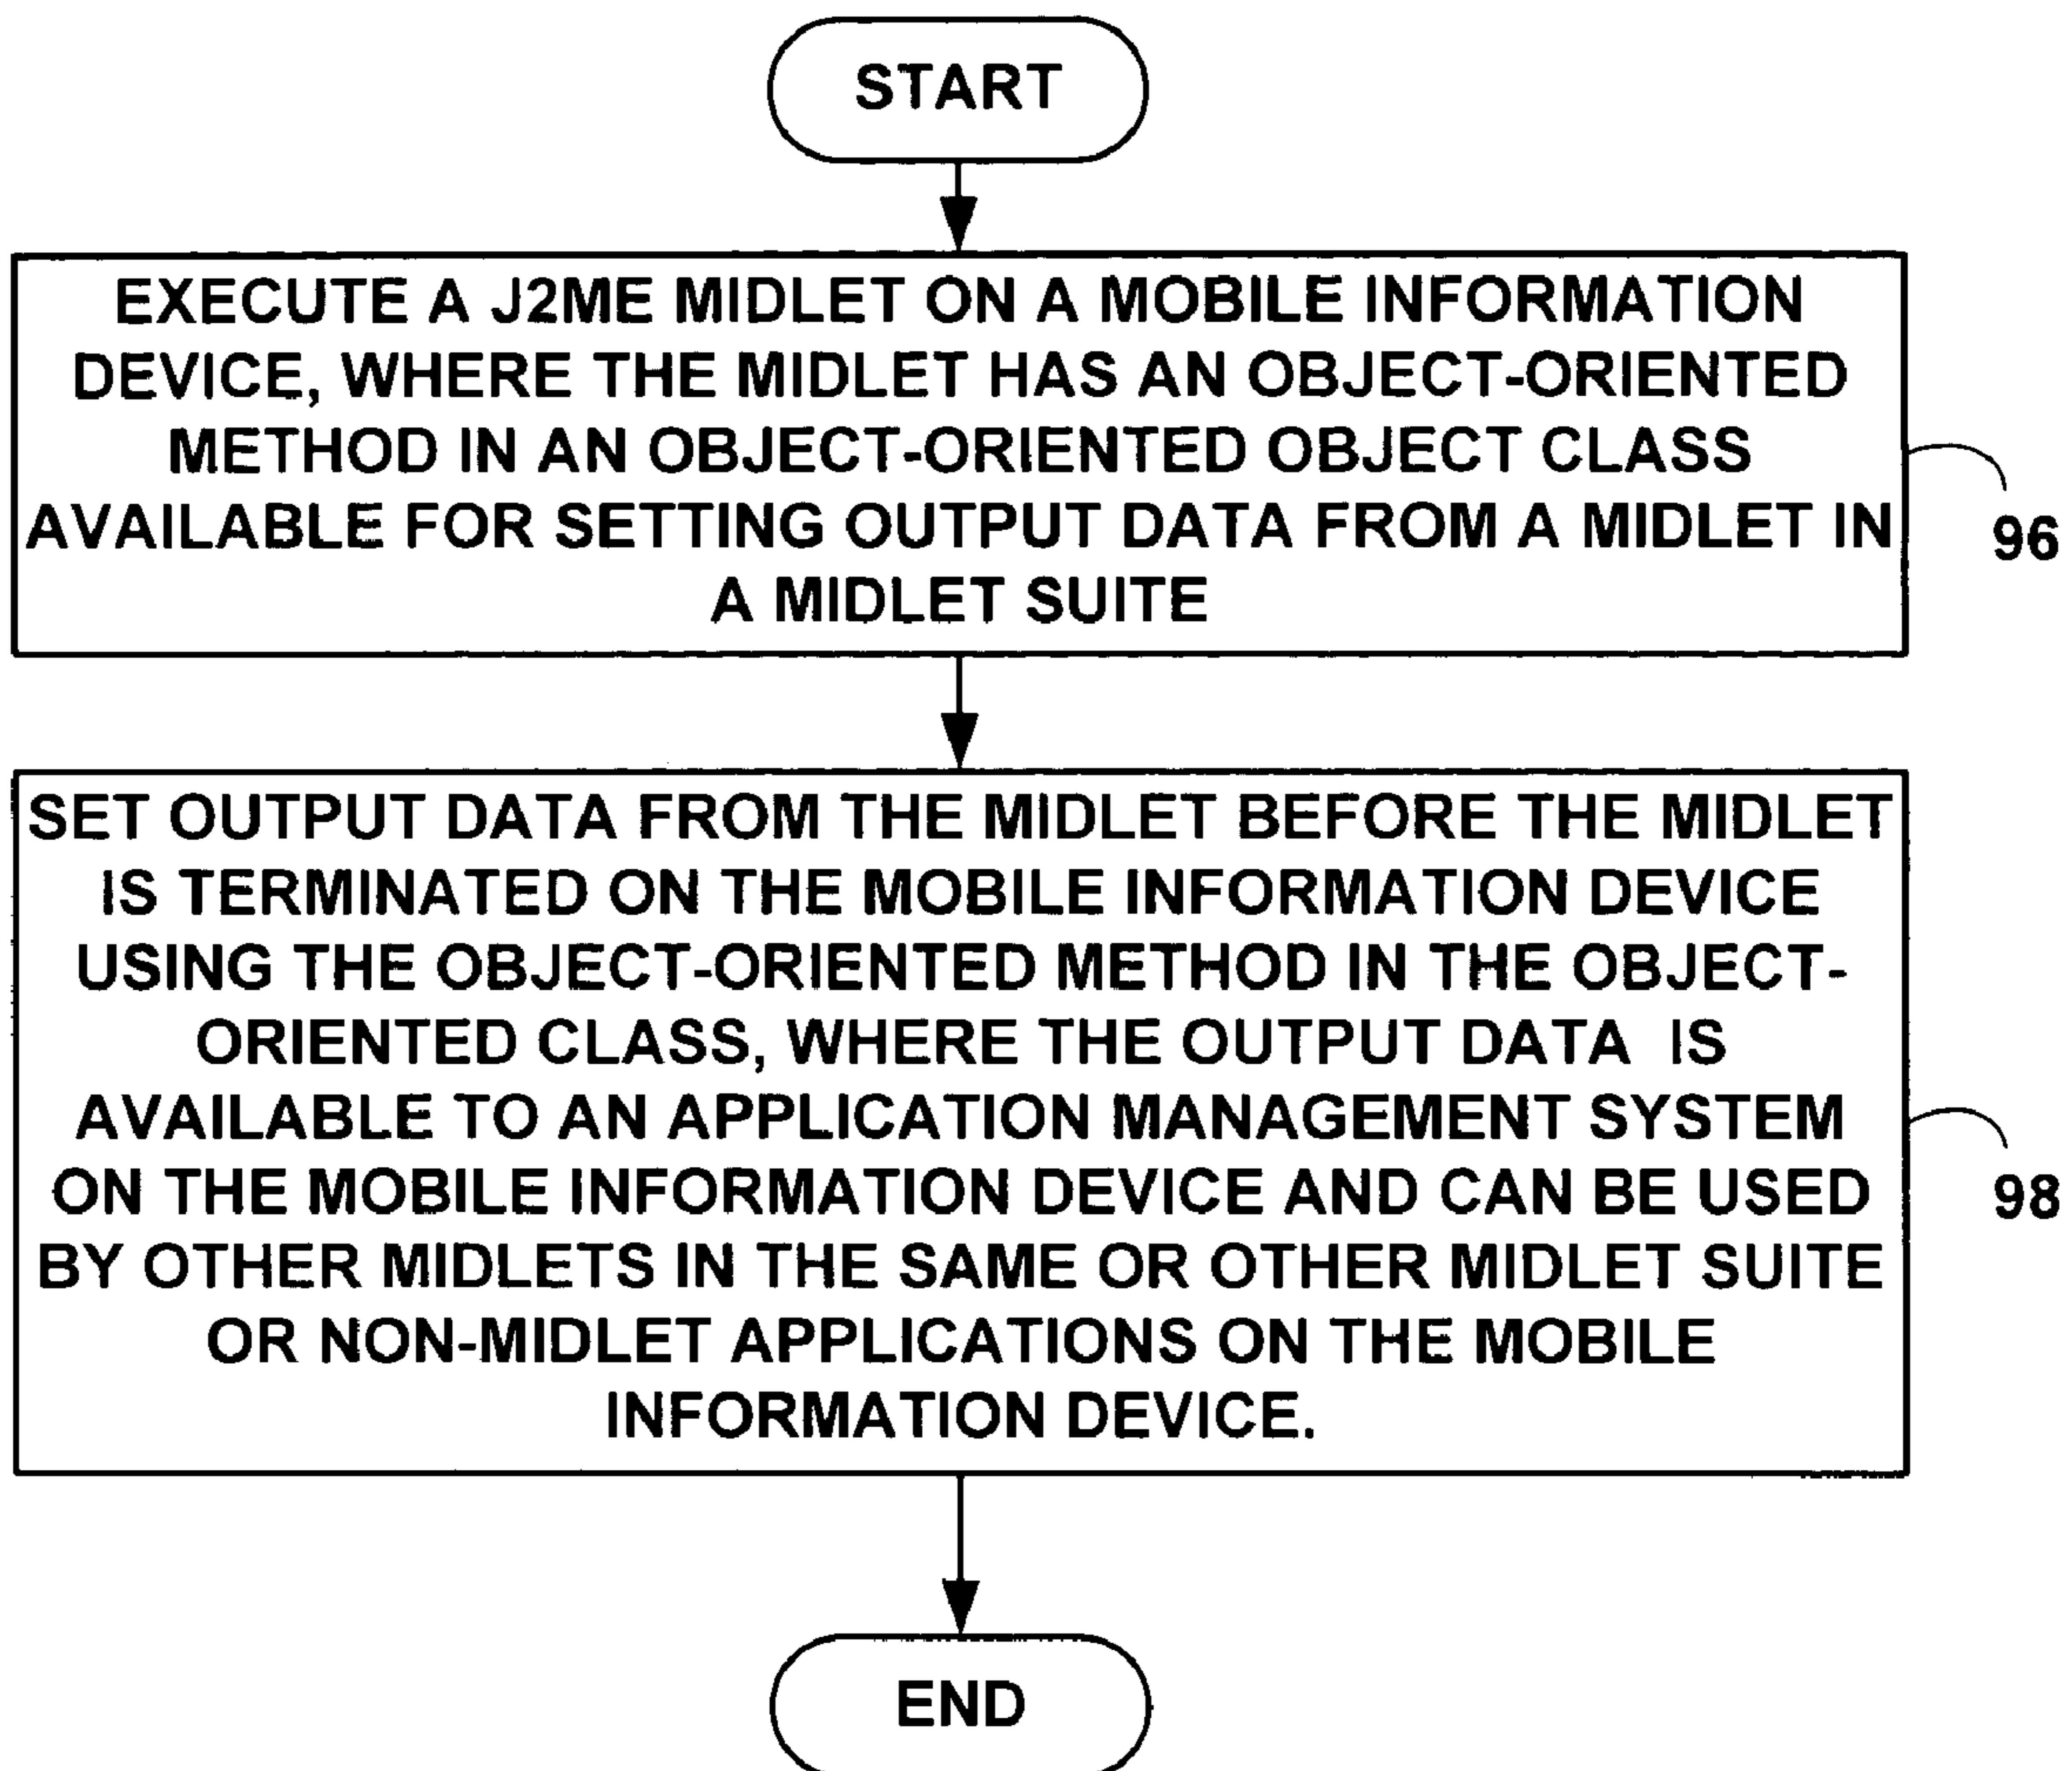 START
EXECUTE A J2ME MIDLET ON A MOBILE INFORMATION
DEVICE, WHERE THE MIDLET HAS AN OBJECT-ORIENTED
METHOD IN AN OBJECT-ORIENTED OBJECT CLASS
AVAILABLE FOR SETTING OUTPUT DATA FROM A MIDLET IN
A MIDLET SUITE
96
SET OUTPUT DATA FROM THE MIDLET BEFORE THE MIDLET
IS TERMINATED ON THE MOBILE INFORMATION DEVICE
USING THE OBJECT-ORIENTED METHOD IN THE OBJECT-
ORIENTED CLASS, WHERE THE OUTPUT DATA IS
AVAILABLE TO AN APPLICATION MANAGEMENT SYSTEM
ON THE MOBILE INFORMATION DEVICE AND CAN BE USED
BY OTHER MIDLETS IN THE SAME OR OTHER MIDLET SUITE
OR NON-MIDLET APPLICATIONS ON THE MOBILE
INFORMATION DEVICE.
98
END